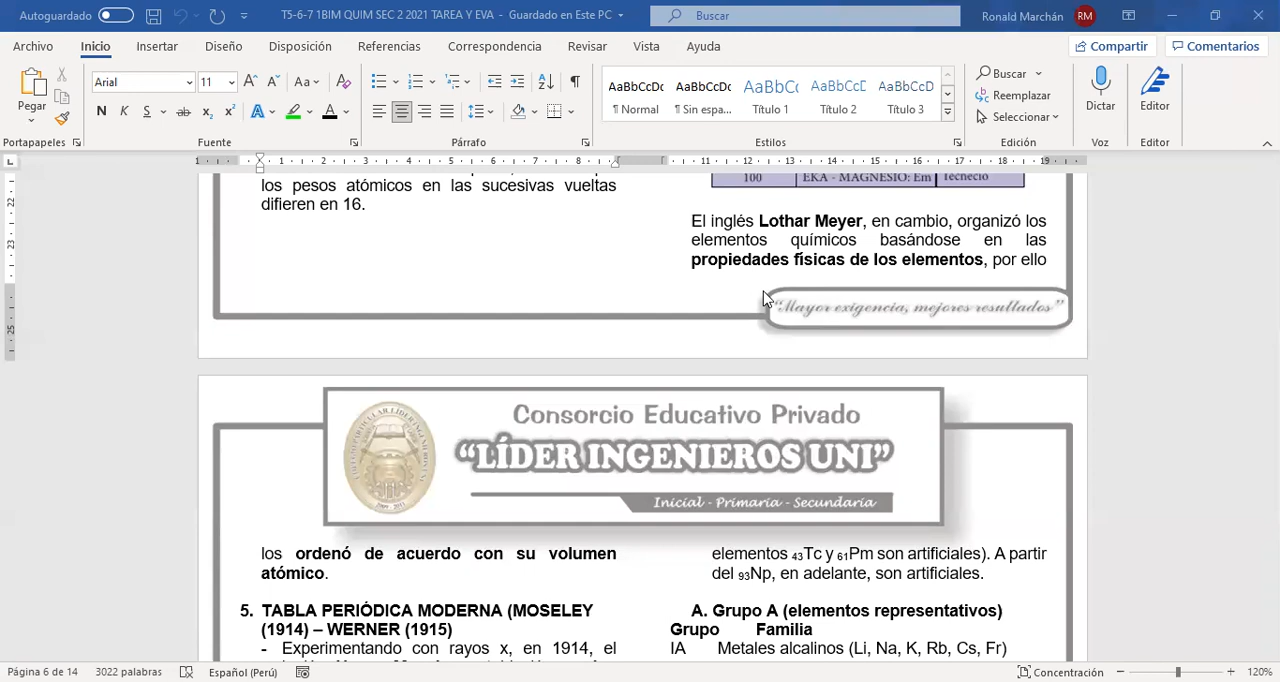 Autoguardado
T5-6-7 1BIM QUIM SEC 2 2021 TAREA Y EVA - Guardado en Este PC
Buscar
Ronald Marchán
RM
Archivo Inicio Insertar Diseño Disposición Referencias Correspondencia Revisar Vista Ayuda
Compartir
Comentarios
Pegar
Arial
11
AaBbCcDc AaBbCcDc AaBbCc AaBbCcD AaBbCcD
¶ Normal ¶ Sin espa... Título 1 Título 2 Título 3
Buscar
Reemplazar
Seleccionar
Dictar
Editor
Portapapeles
Fuente
Párrafo
Estilos
Edición
Voz
Editor
los pesos atómicos en las sucesivas vueltas
difieren en 16.
100 EKA - MAGNESIO: Em Tecnecio
El inglés Lothar Meyer, en cambio, organizó los
elementos químicos basándose en las
propiedades físicas de los elementos, por ello
“Mayor exigencia, mejores resultados”
Consorcio Educativo Privado
“LÍDER INGENIEROS UNI”
Inicial - Primaria - Secundaria
los ordenó de acuerdo con su volumen
atómico.
5. TABLA PERIÓDICA MODERNA (MOSELEY
(1914) – WERNER (1915)
- Experimentando con rayos x, en 1914, el
elementos ₄₃Tc y ₆₁Pm son artificiales). A partir
del ₉₃Np, en adelante, son artificiales.
A. Grupo A (elementos representativos)
Grupo Familia
IA Metales alcalinos (Li, Na, K, Rb, Cs, Fr)
Página 6 de 14
3022 palabras
Español (Perú)
Concentración
120%